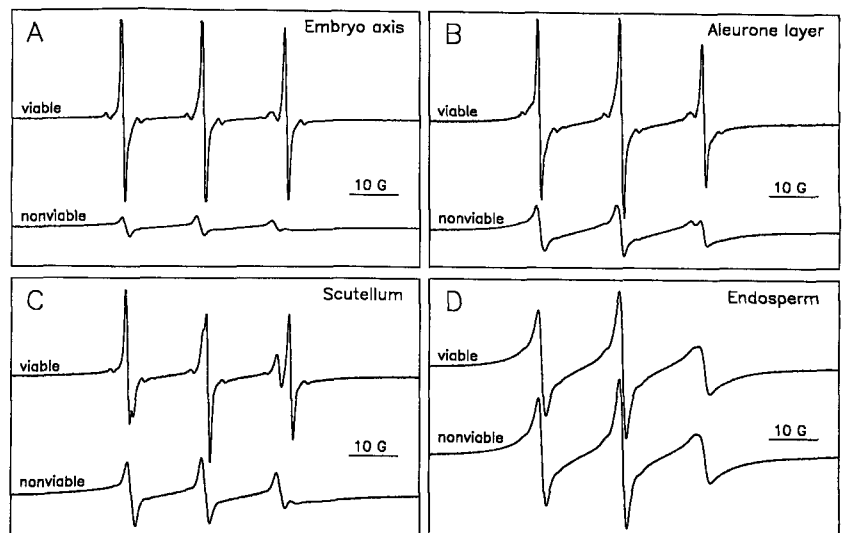 A
Embryo axis
viable
10 G
nonviable
B
Aleurone layer
viable
10 G
nonviable
C
Scutellum
viable
10 G
nonviable
D
Endosperm
viable
10 G
nonviable